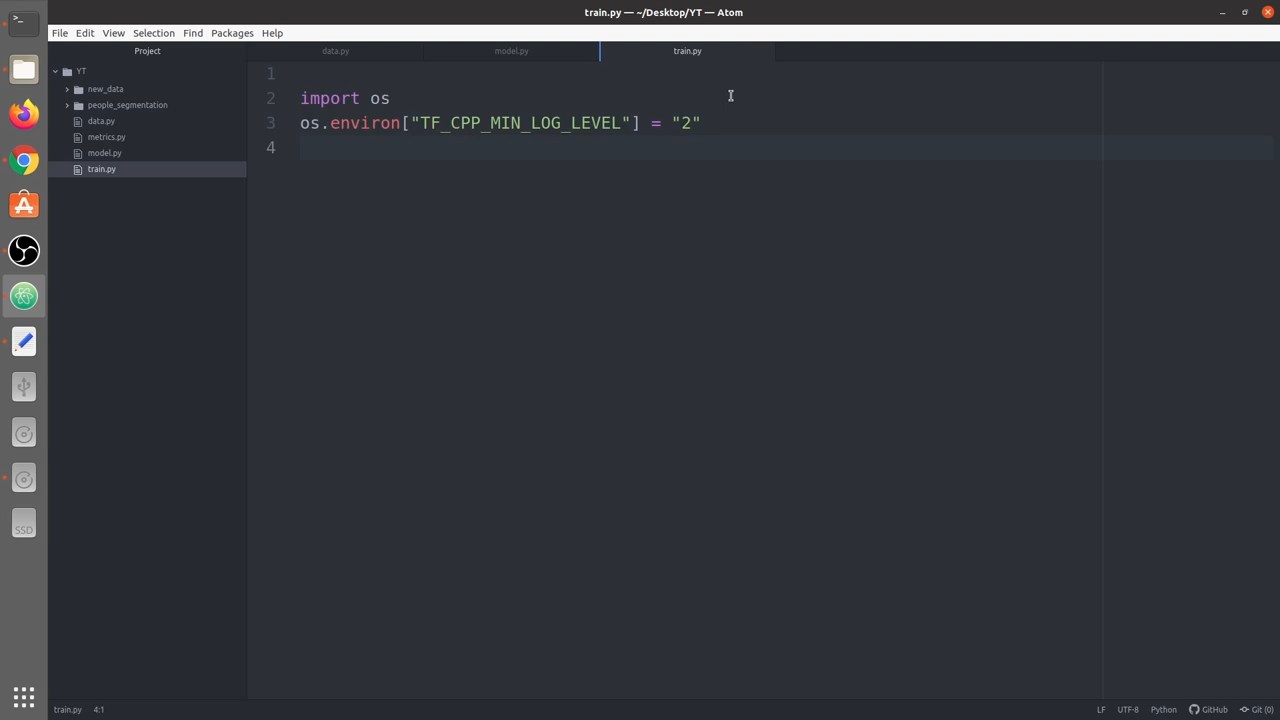 train.py — ~/Desktop/YT — Atom
File Edit View Selection Find Packages Help
Project
data.py
model.py
train.py
YT
new_data
people_segmentation
data.py
metrics.py
model.py
train.py
1
2 import os
3 os.environ["TF_CPP_MIN_LOG_LEVEL"] = "2"
4
SSD
train.py 4:1
LF UTF-8 Python GitHub Git (0)